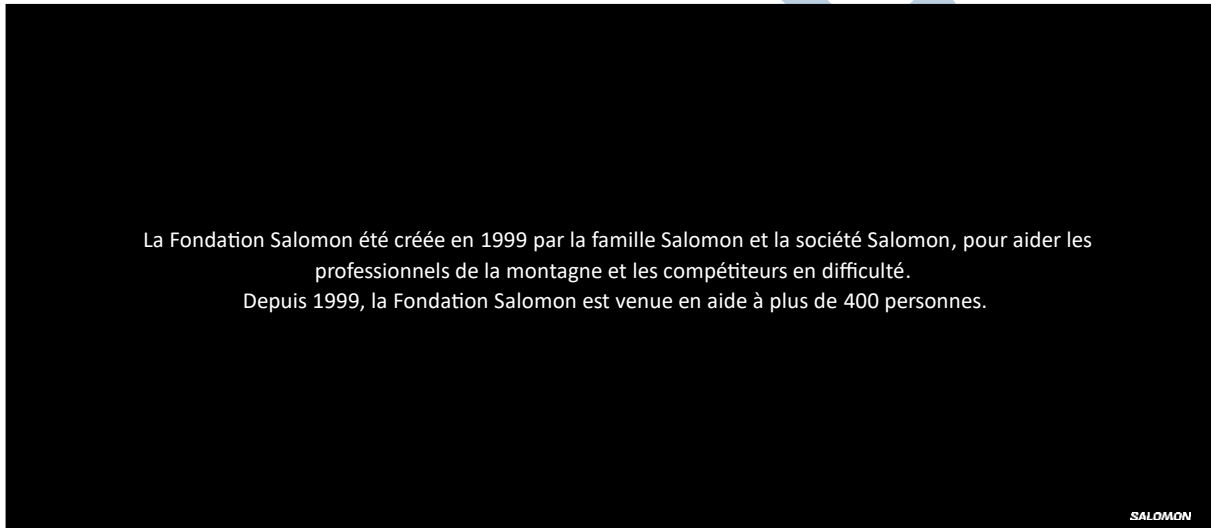 La Fondation Salomon été créée en 1999 par la famille Salomon et la société Salomon, pour aider les
professionnels de la montagne et les compétiteurs en difficulté.
Depuis 1999, la Fondation Salomon est venue en aide à plus de 400 personnes.
SALOMON